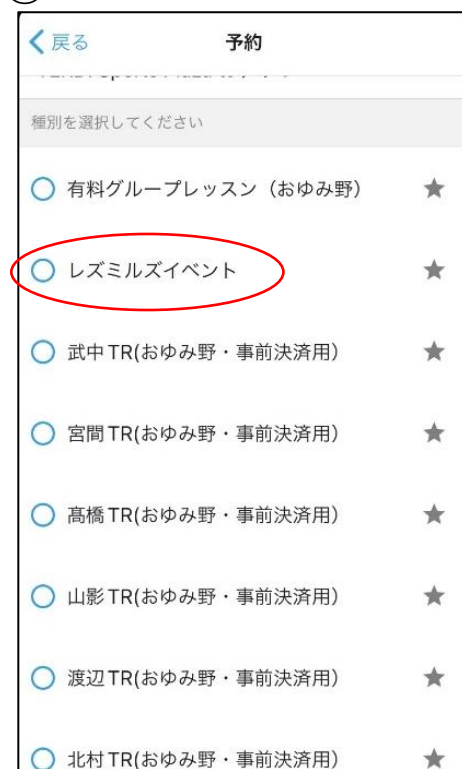 戻る
予約
種別を選択してください
有料グループレッスン（おゆみ野）
レズミルズイベント
武中TR(おゆみ野・事前決済用)
宮間TR(おゆみ野・事前決済用)
髙橋TR(おゆみ野・事前決済用)
山影TR(おゆみ野・事前決済用)
渡辺TR(おゆみ野・事前決済用)
北村TR(おゆみ野・事前決済用)